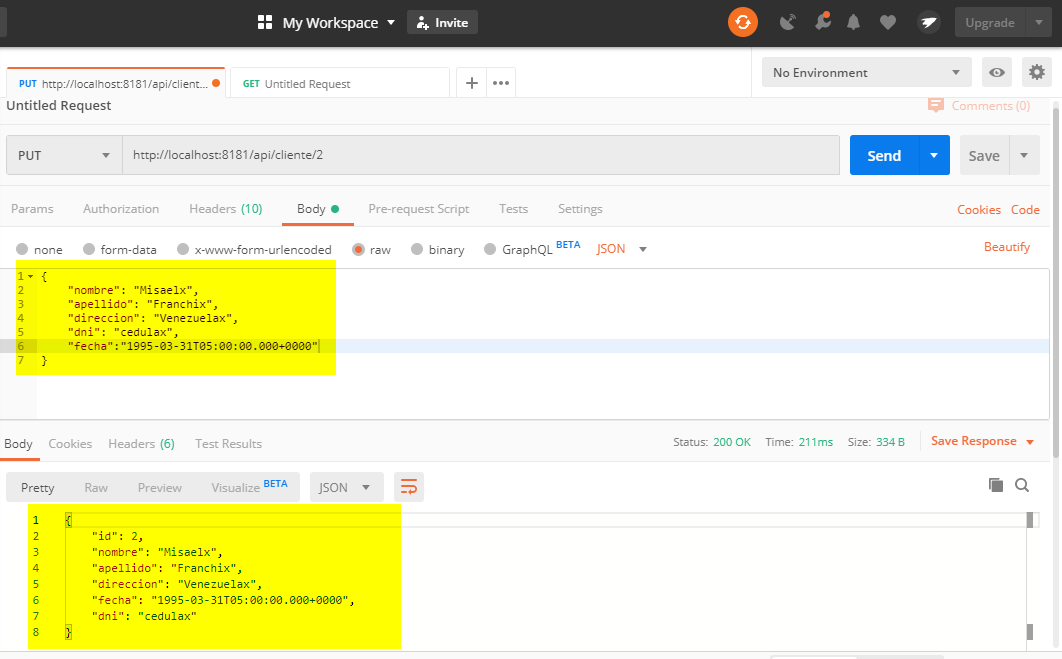 My Workspace Invite Upgrade
PUT http://localhost:8181/api/client... GET Untitled Request No Environment
Untitled Request Comments (0)
PUT http://localhost:8181/api/cliente/2 Send Save
Params Authorization Headers (10) Body Pre-request Script Tests Settings Cookies Code
none form-data x-www-form-urlencoded raw binary GraphQL BETA JSON Beautify
1 {
2 "nombre": "Misaelx",
3 "apellido": "Franchix",
4 "direccion": "Venezuelax",
5 "dni": "cedulax",
6 "fecha":"1995-03-31T05:00:00.000+0000"
7 }
Body Cookies Headers (6) Test Results Status: 200 OK Time: 211ms Size: 334 B Save Response
Pretty Raw Preview Visualize BETA JSON
1 {
2 "id": 2,
3 "nombre": "Misaelx",
4 "apellido": "Franchix",
5 "direccion": "Venezuelax",
6 "fecha": "1995-03-31T05:00:00.000+0000",
7 "dni": "cedulax"
8 }